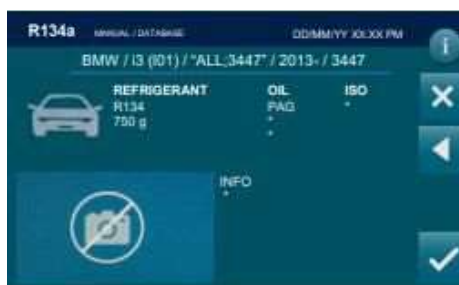 R134a MANUAL / DATABASE DD/MM/YY XX:XX PM
BMW / i3 (I01) / "ALL;3447" / 2013- / 3447
REFRIGERANT OIL ISO
R134 PAG *
750 g *
*
INFO
*